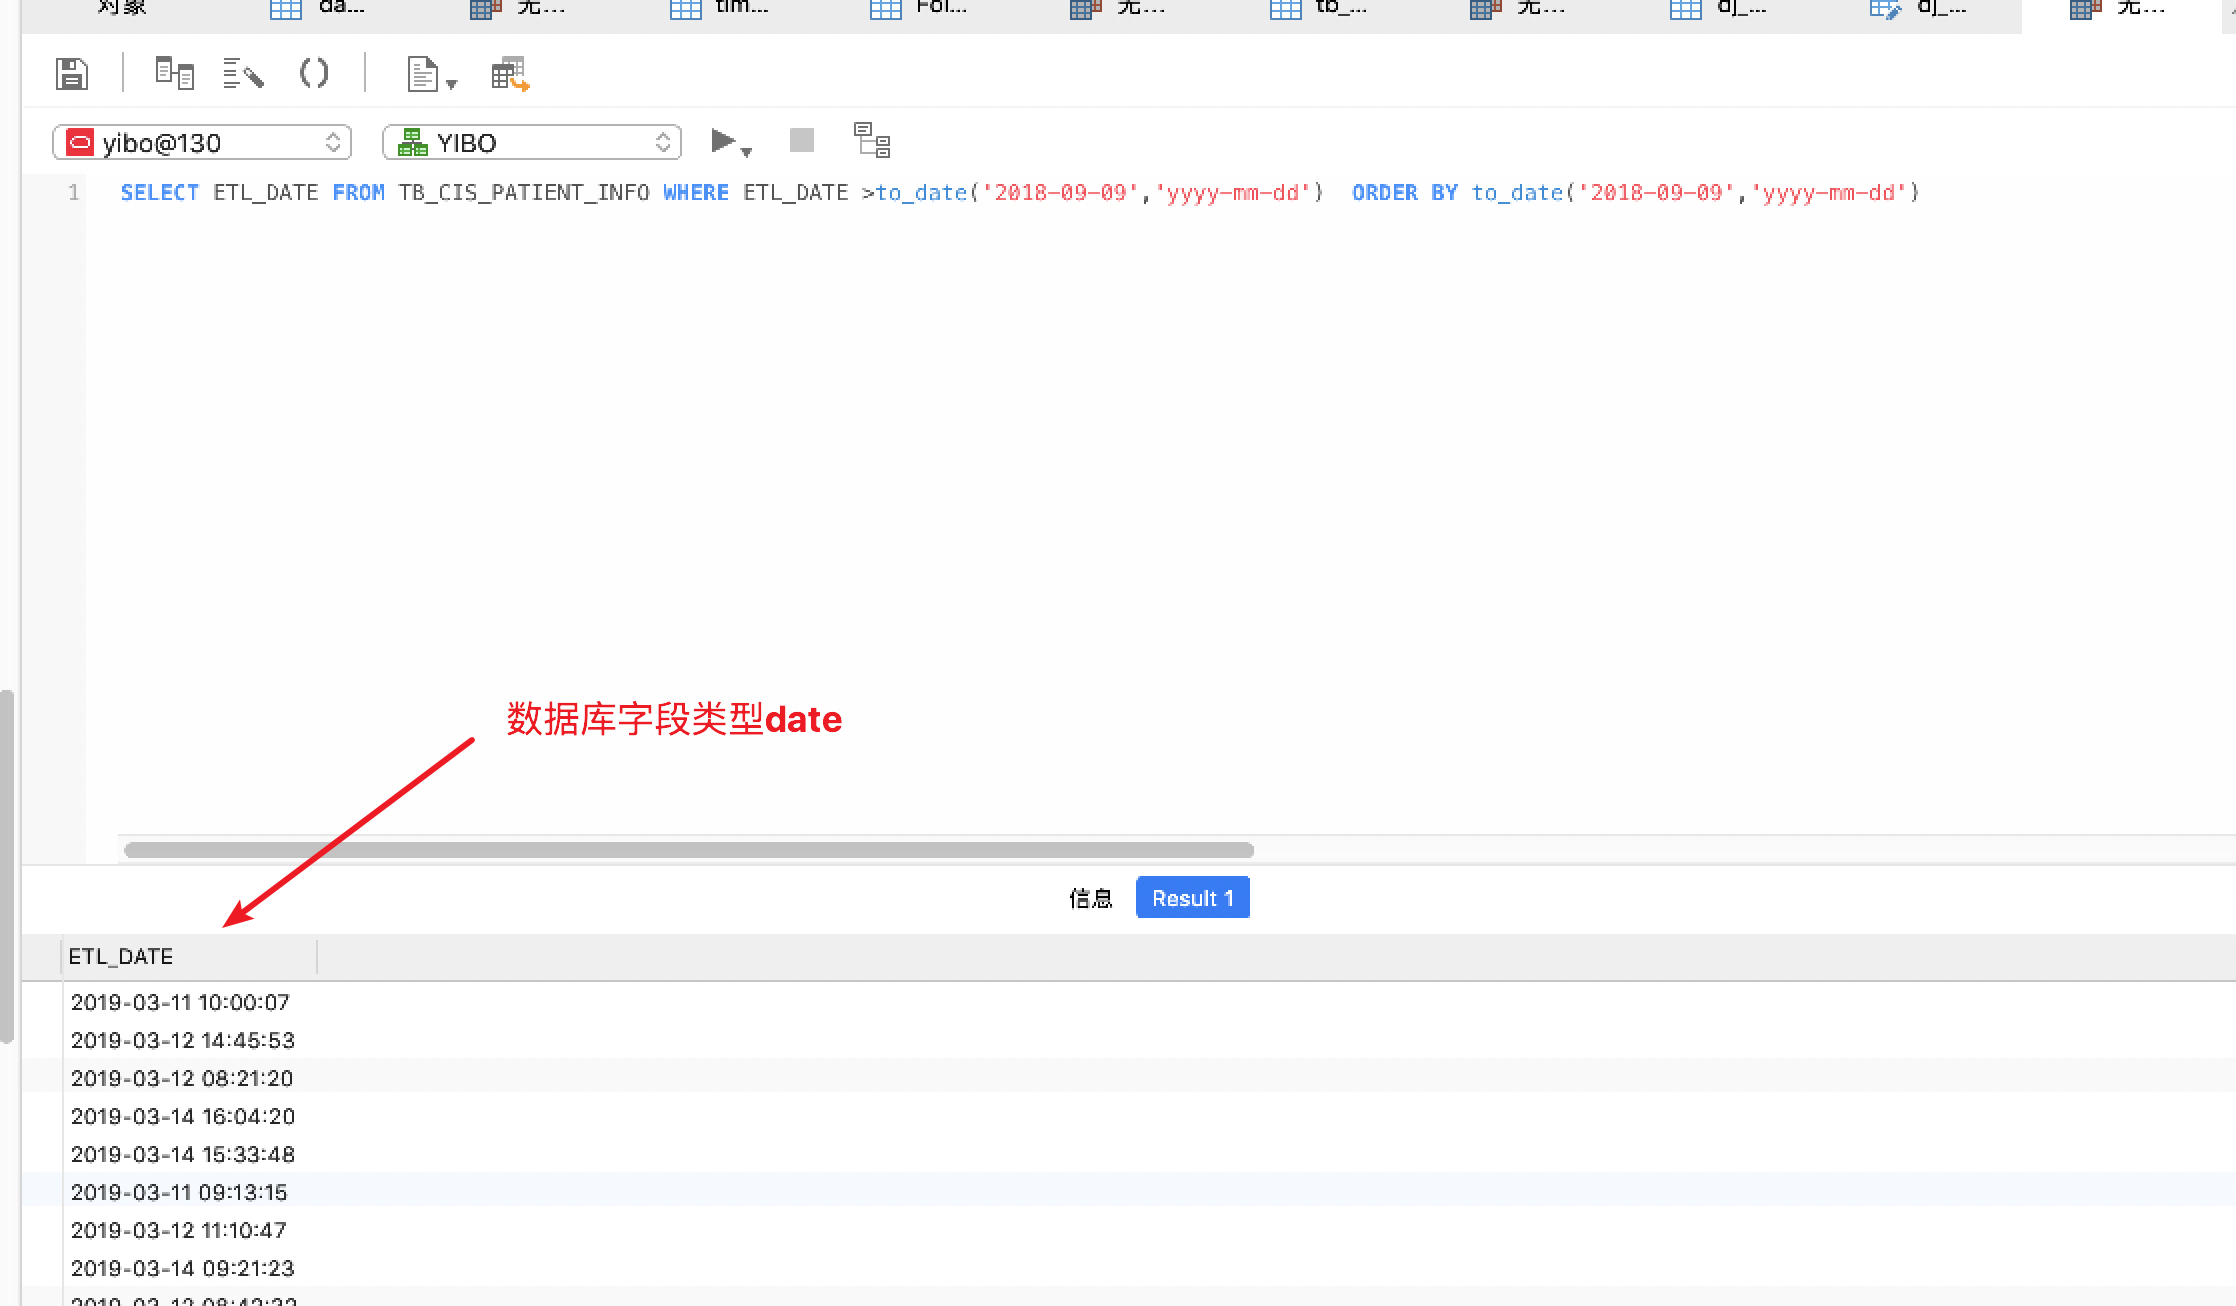 对象 da... 无... tim... Fol... 无... tb_... 无... dj_... dj_... 无...
yibo@130 YIBO
1 SELECT ETL_DATE FROM TB_CIS_PATIENT_INFO WHERE ETL_DATE >to_date('2018-09-09','yyyy-mm-dd') ORDER BY to_date('2018-09-09','yyyy-mm-dd')
数据库字段类型date
信息 Result 1
ETL_DATE
2019-03-11 10:00:07
2019-03-12 14:45:53
2019-03-12 08:21:20
2019-03-14 16:04:20
2019-03-14 15:33:48
2019-03-11 09:13:15
2019-03-12 11:10:47
2019-03-14 09:21:23